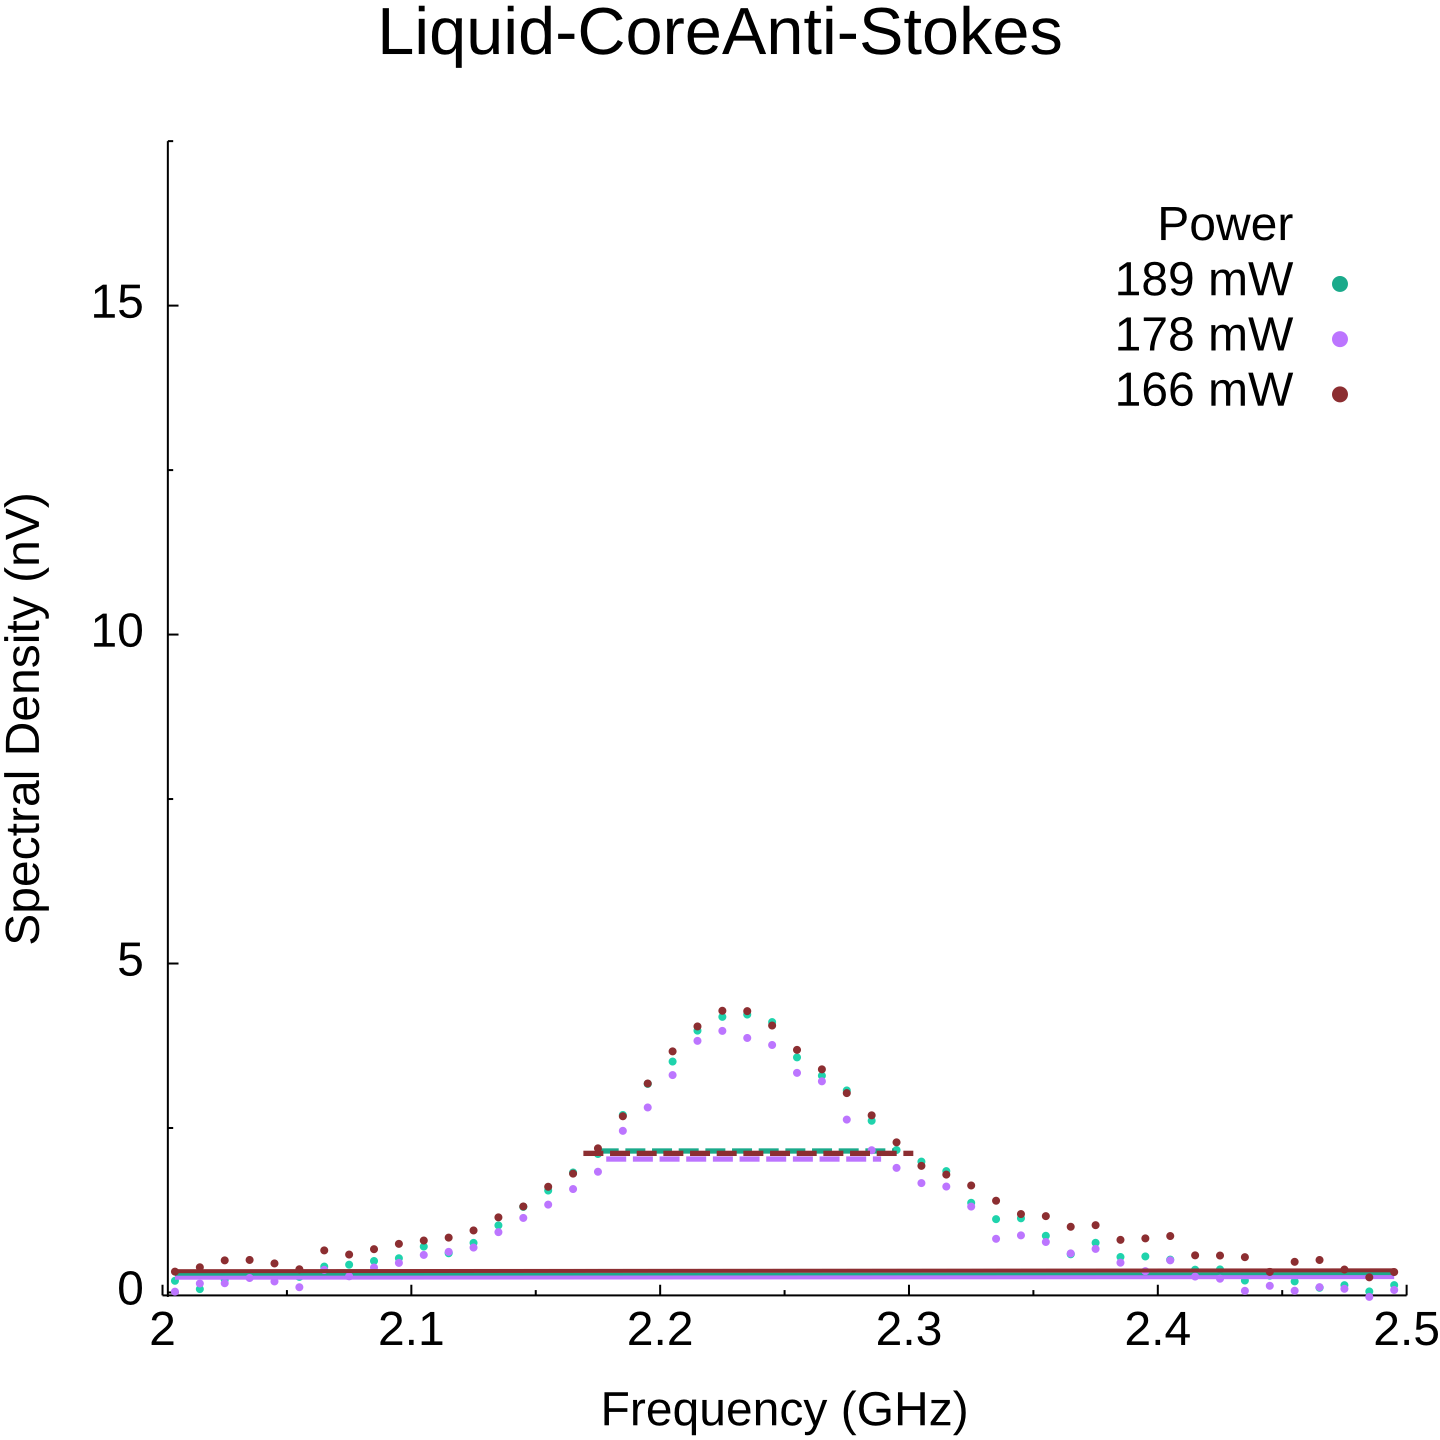 Liquid-CoreAnti-Stokes
Power
189 mW
178 mW
166 mW
Spectral Density (nV)
15
10
5
0
2 2.1 2.2 2.3 2.4 2.5
Frequency (GHz)